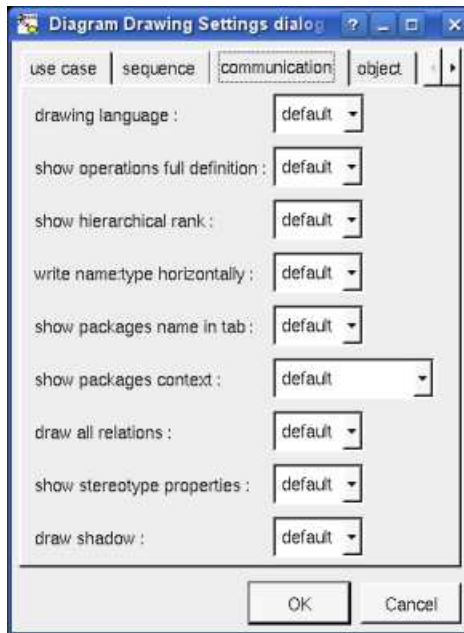 Diagram Drawing Settings dialog
use case sequence communication object
drawing language : default
show operations full definition : default
show hierarchical rank : default
write name:type horizontally : default
show packages name in tab : default
show packages context : default
draw all relations : default
show stereotype properties : default
draw shadow : default
OK Cancel